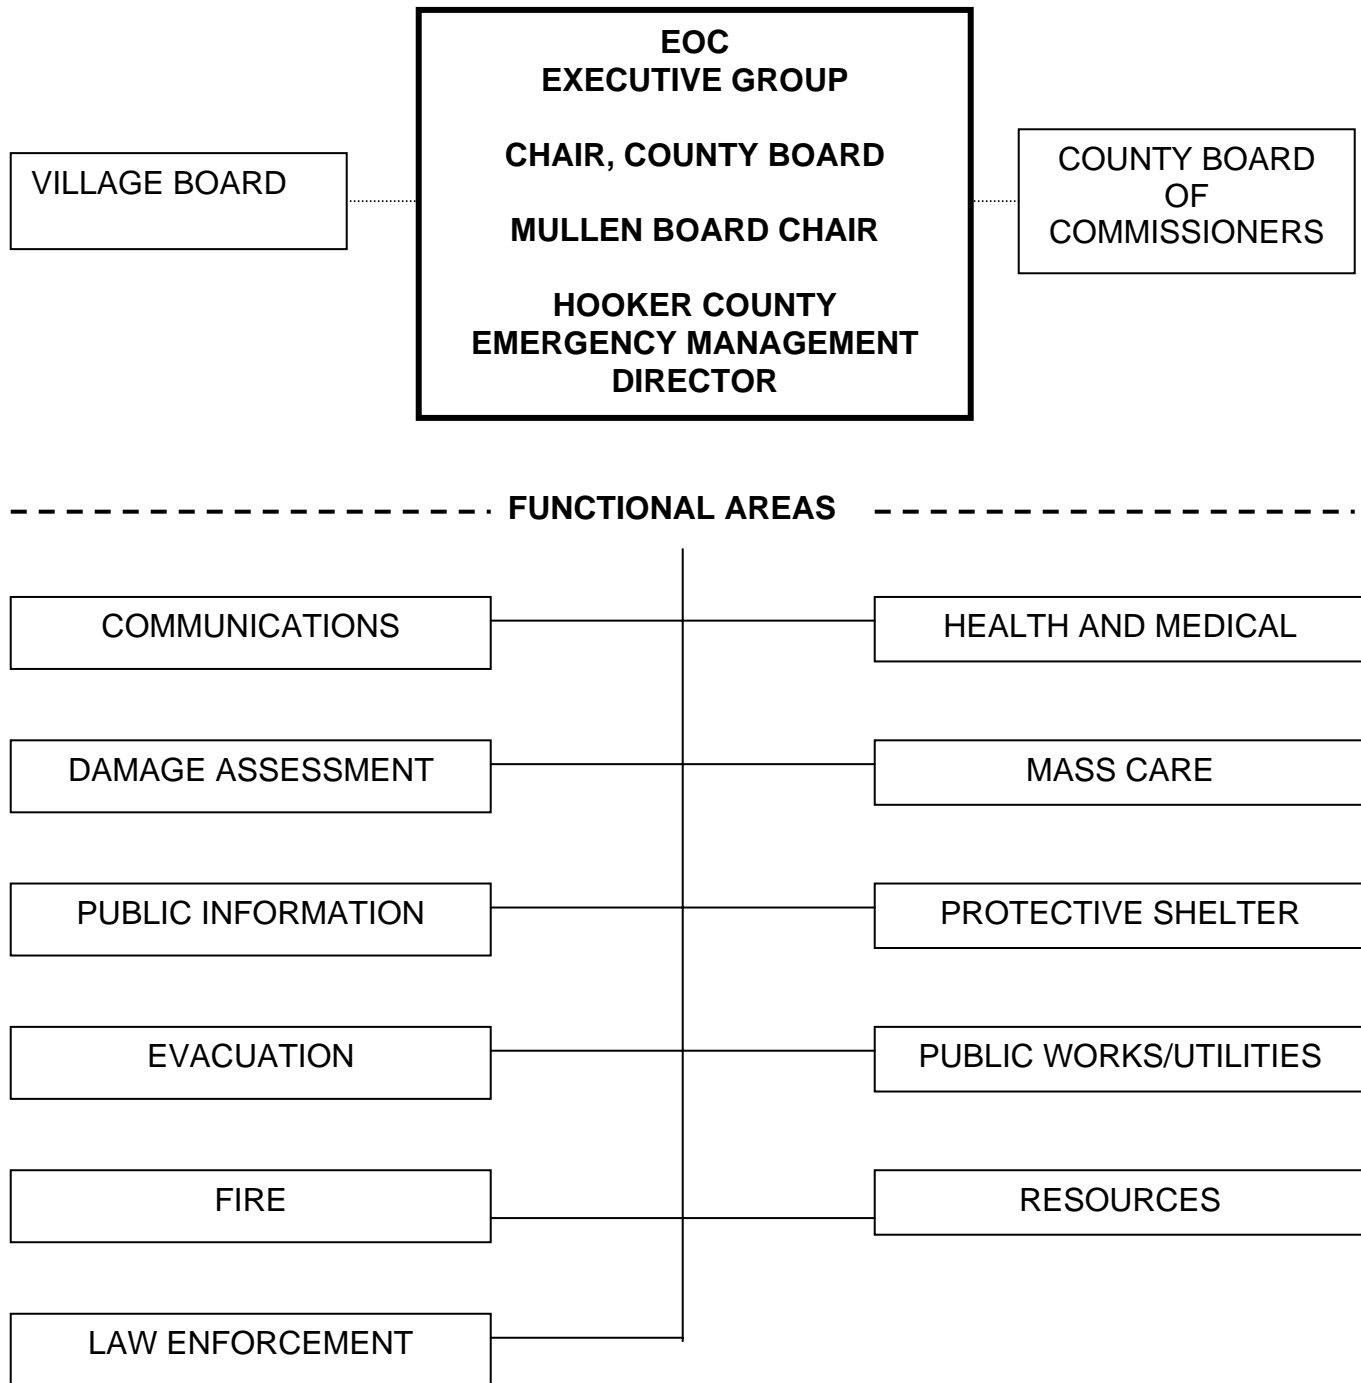 EOC
EXECUTIVE GROUP
CHAIR, COUNTY BOARD
MULLEN BOARD CHAIR
HOOKER COUNTY
EMERGENCY MANAGEMENT
DIRECTOR
VILLAGE BOARD
COUNTY BOARD
OF
COMMISSIONERS
FUNCTIONAL AREAS
COMMUNICATIONS
HEALTH AND MEDICAL
DAMAGE ASSESSMENT
MASS CARE
PUBLIC INFORMATION
PROTECTIVE SHELTER
EVACUATION
PUBLIC WORKS/UTILITIES
FIRE
RESOURCES
LAW ENFORCEMENT